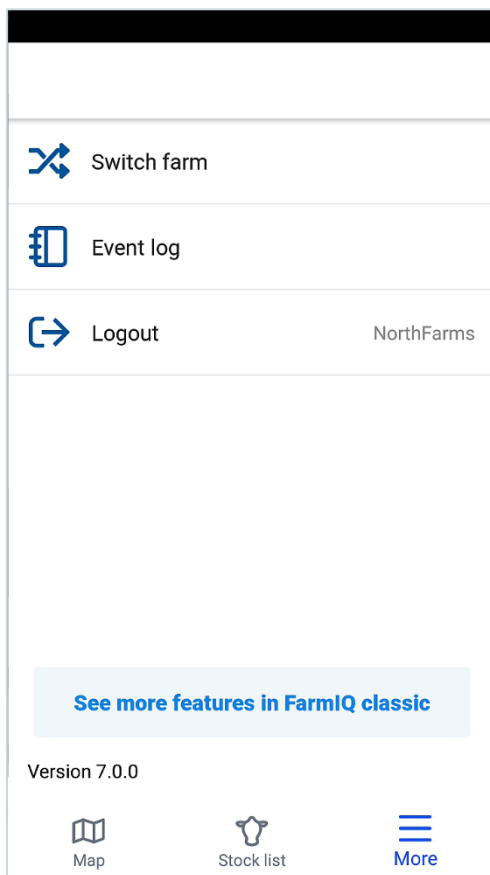 Switch farm
Event log
Logout NorthFarms
See more features in FarmIQ classic
Version 7.0.0
Map Stock list More